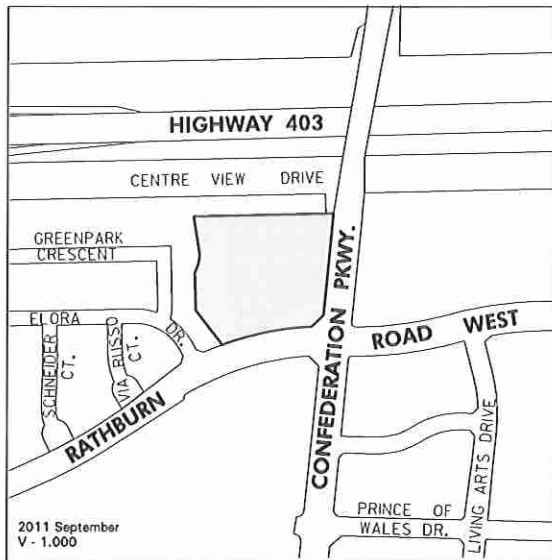 HIGHWAY 403
CENTRE VIEW DRIVE
GREENPARK
CRESCENT
CONFEDERATION PKWY.
ELORA
DR.
SCHNEIDER
CT.
VIA RUSSO
CT.
RATHBURN
ROAD WEST
LIVING ARTS DRIVE
PRINCE OF
WALES DR.
2011 September
V - 1.000